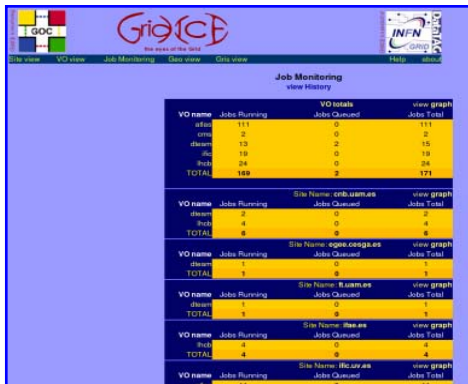 GOC
GridICE
the eyes of the Grid
INFN
GRID
Site view VO view Job Monitoring Geo view Gris view Help about
Job Monitoring
view History
VO totals view graph
VO name Jobs Running Jobs Queued Jobs Total
atlas 111 0 111
cms 2 0 2
dteam 13 2 15
ific 19 0 19
lhcb 24 0 24
TOTAL 169 2 171
Site Name: cnb.uam.es view graph
VO name Jobs Running Jobs Queued Jobs Total
dteam 2 0 2
lhcb 4 0 4
TOTAL 6 0 6
Site Name: egee.cesga.es view graph
VO name Jobs Running Jobs Queued Jobs Total
dteam 1 0 1
TOTAL 1 0 1
Site Name: ft.uam.es view graph
VO name Jobs Running Jobs Queued Jobs Total
dteam 1 0 1
TOTAL 1 0 1
Site Name: ifae.es view graph
VO name Jobs Running Jobs Queued Jobs Total
lhcb 4 0 4
TOTAL 4 0 4
Site Name: ific.uv.es view graph
VO name Jobs Running Jobs Queued Jobs Total